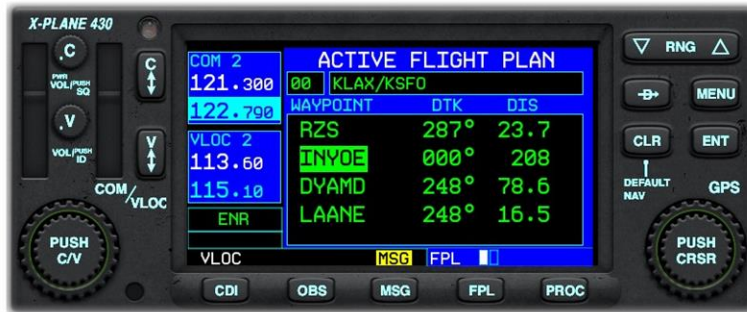 X-PLANE 430
C
PWR
VOL/PUSH
SQ
V
VOL/PUSH
ID
C
V
COM/VLOC
PUSH
C/V
COM 2
121.300
122.790
VLOC 2
113.60
115.10
ENR
VLOC
ACTIVE FLIGHT PLAN
00 KLAX/KSFO
WAYPOINT DTK DIS
RZS 287° 23.7
INYOE 000° 208
DYAMD 248° 78.6
LAANE 248° 16.5
MSG FPL
RNG
D
MENU
CLR
ENT
DEFAULT
NAV
GPS
PUSH
CRSR
CDI
OBS
MSG
FPL
PROC